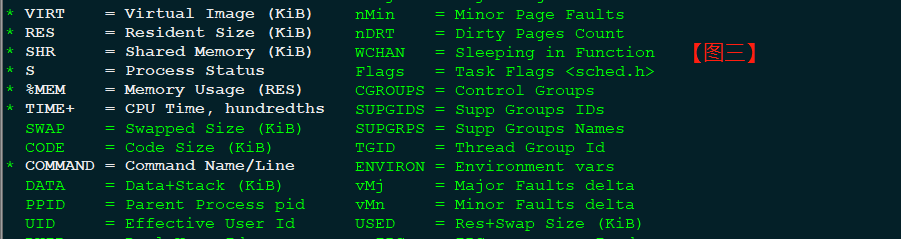 * VIRT = Virtual Image (KiB) nMin = Minor Page Faults
* RES = Resident Size (KiB) nDRT = Dirty Pages Count
* SHR = Shared Memory (KiB) WCHAN = Sleeping in Function 【图三】
* S = Process Status Flags = Task Flags <sched.h>
* %MEM = Memory Usage (RES) CGROUPS = Control Groups
* TIME+ = CPU Time, hundredths SUPGIDS = Supp Groups IDs
SWAP = Swapped Size (KiB) SUPGRPS = Supp Groups Names
CODE = Code Size (KiB) TGID = Thread Group Id
* COMMAND = Command Name/Line ENVIRON = Environment vars
DATA = Data+Stack (KiB) vMj = Major Faults delta
PPID = Parent Process pid vMn = Minor Faults delta
UID = Effective User Id USED = Res+Swap Size (KiB)